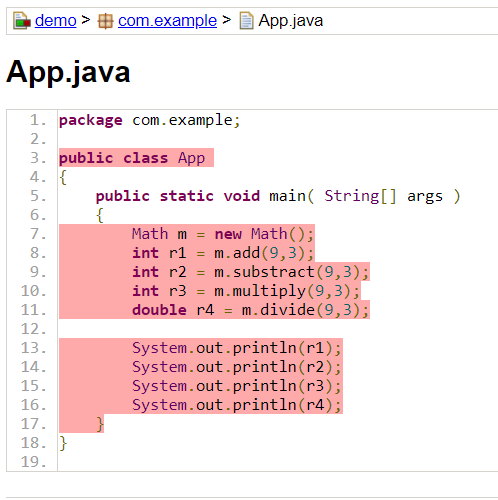 demo > com.example > App.java
App.java
1. package com.example;
2.
3. public class App
4. {
5.     public static void main( String[] args )
6.     {
7.         Math m = new Math();
8.         int r1 = m.add(9,3);
9.         int r2 = m.substract(9,3);
10.         int r3 = m.multiply(9,3);
11.         double r4 = m.divide(9,3);
12.
13.         System.out.println(r1);
14.         System.out.println(r2);
15.         System.out.println(r3);
16.         System.out.println(r4);
17.     }
18. }
19.